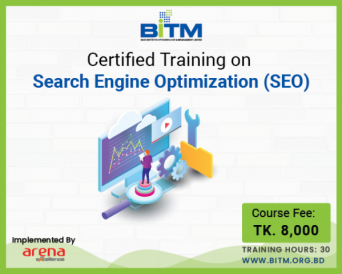 BiTM
Certified Training on
Search Engine Optimization (SEO)
Course Fee:
TK. 8,000
Implemented By
arena
TRAINING HOURS: 30
WWW.BITM.ORG.BD